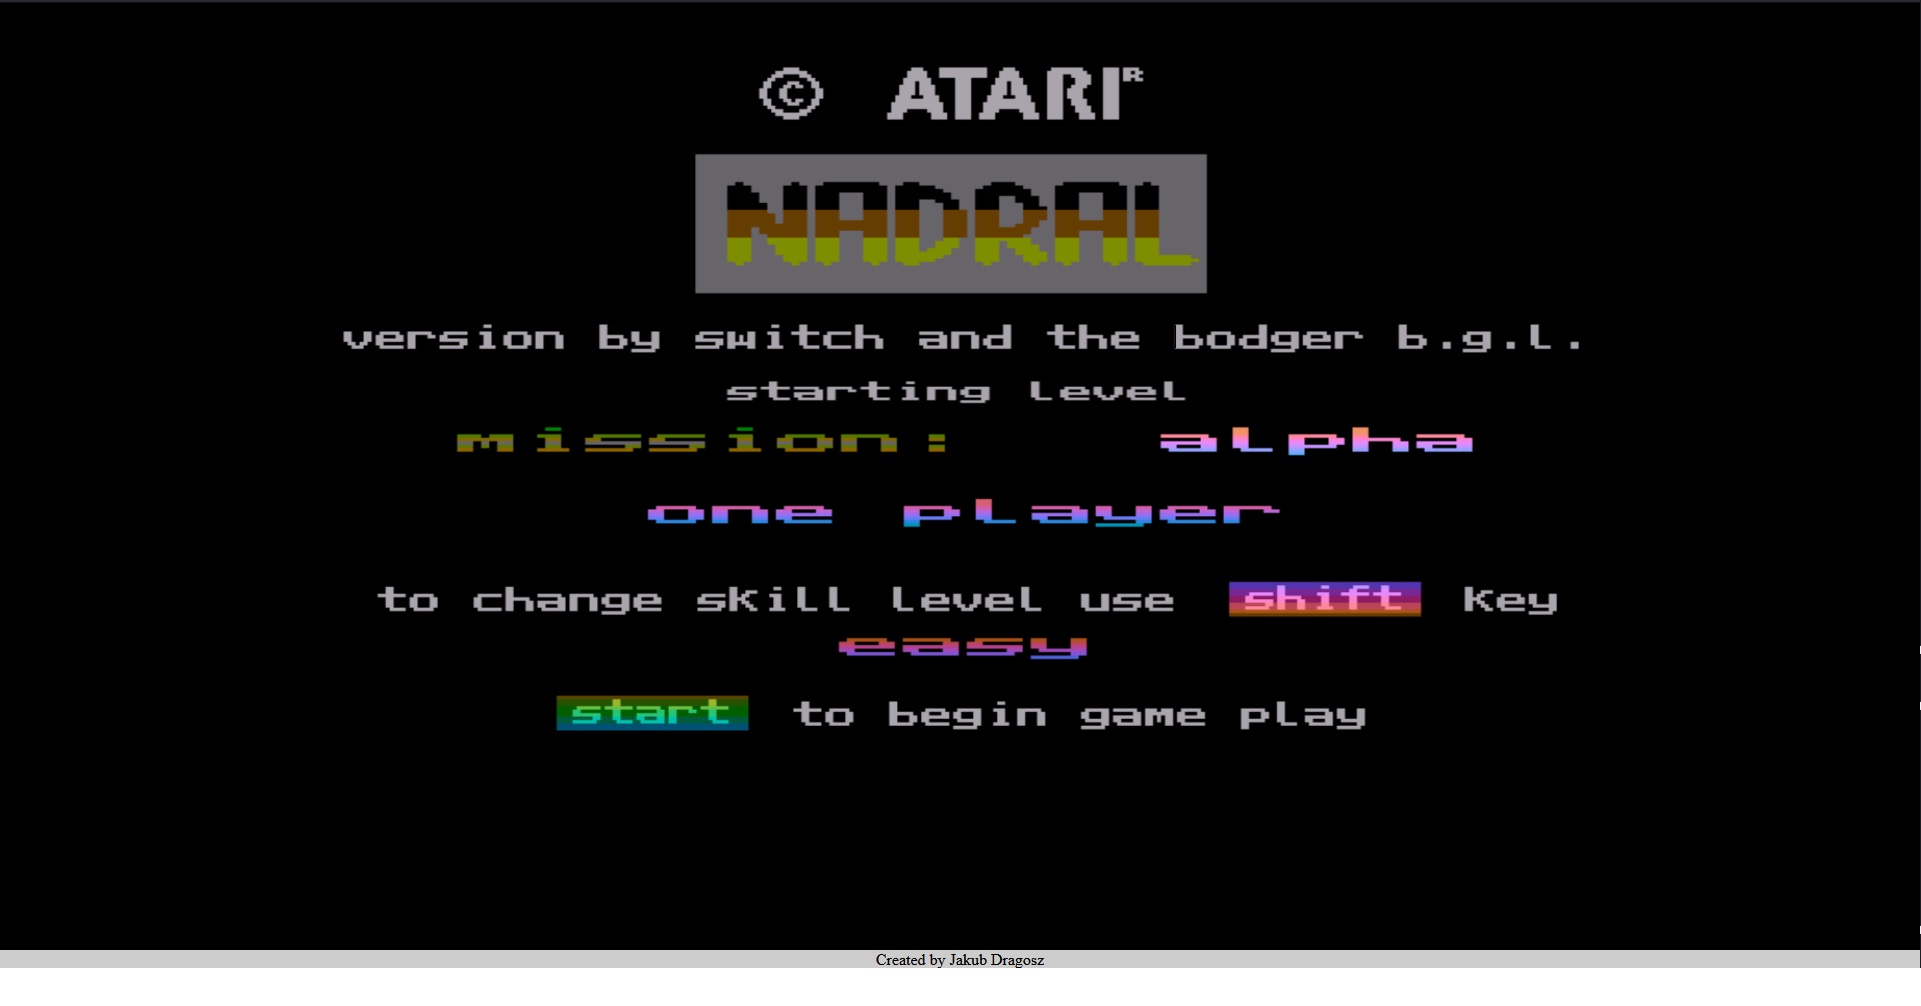 © ATARI R
NADRAL
version by switch and the bodger b.g.l.
starting level
mission: alpha
one player
to change skill level use shift key
easy
start to begin game play
Created by Jakub Dragosz